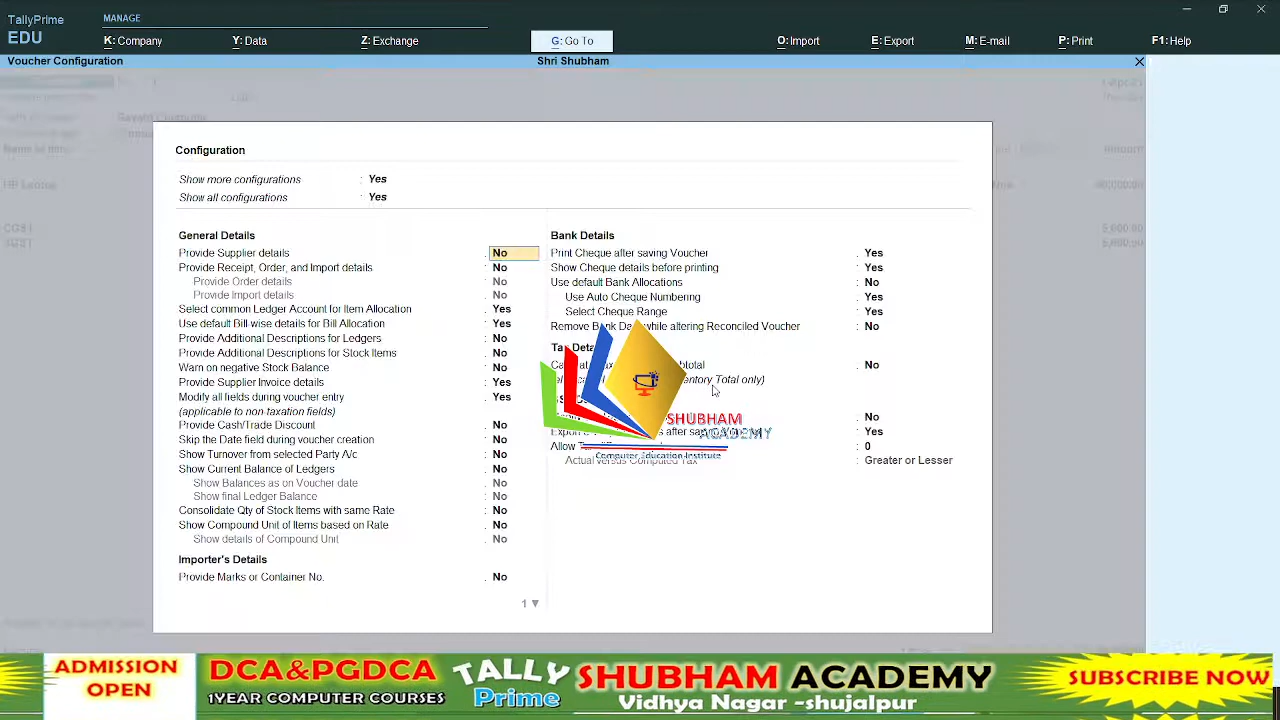 TallyPrime
EDU
MANAGE
K: Company
Y: Data
Z: Exchange
G: Go To
O: Import
E: Export
M: E-mail
P: Print
F1: Help
Voucher Configuration
Shri Shubham
Configuration
Show more configurations : Yes
Show all configurations : Yes
General Details
Provide Supplier details : No
Provide Receipt, Order, and Import details : No
Provide Order details : No
Provide Import details : No
Select common Ledger Account for Item Allocation : Yes
Use default Bill-wise details for Bill Allocation : Yes
Provide Additional Descriptions for Ledgers : No
Provide Additional Descriptions for Stock Items : No
Warn on negative Stock Balance : No
Provide Supplier Invoice details : Yes
Modify all fields during voucher entry : Yes
(applicable to non-taxation fields)
Provide Cash/Trade Discount : No
Skip the Date field during voucher creation : No
Show Turnover from selected Party A/c : No
Show Current Balance of Ledgers : No
Show Balances as on Voucher date : No
Show final Ledger Balance : No
Consolidate Qty of Stock Items with same Rate : No
Show Compound Unit of Items based on Rate : No
Show details of Compound Unit : No
Importer's Details
Provide Marks or Container No. : No
1 ▼
Bank Details
Print Cheque after saving Voucher : Yes
Show Cheque details before printing : Yes
Use default Bank Allocations : No
Use Auto Cheque Numbering : Yes
Select Cheque Range : Yes
Remove Bank Da while altering Reconciled Voucher : No
: No
Total only)
: No
Export : Yes
Allow : 0
Actual versus Computed Tax : Greater or Lesser
SHUBHAM
ACADEMY
Computer Education Institute
ADMISSION
OPEN
DCA&PGDCA
1YEAR COMPUTER COURSES
TALLY
Prime
SHUBHAM ACADEMY
Vidhya Nagar -shujalpur
SUBSCRIBE NOW